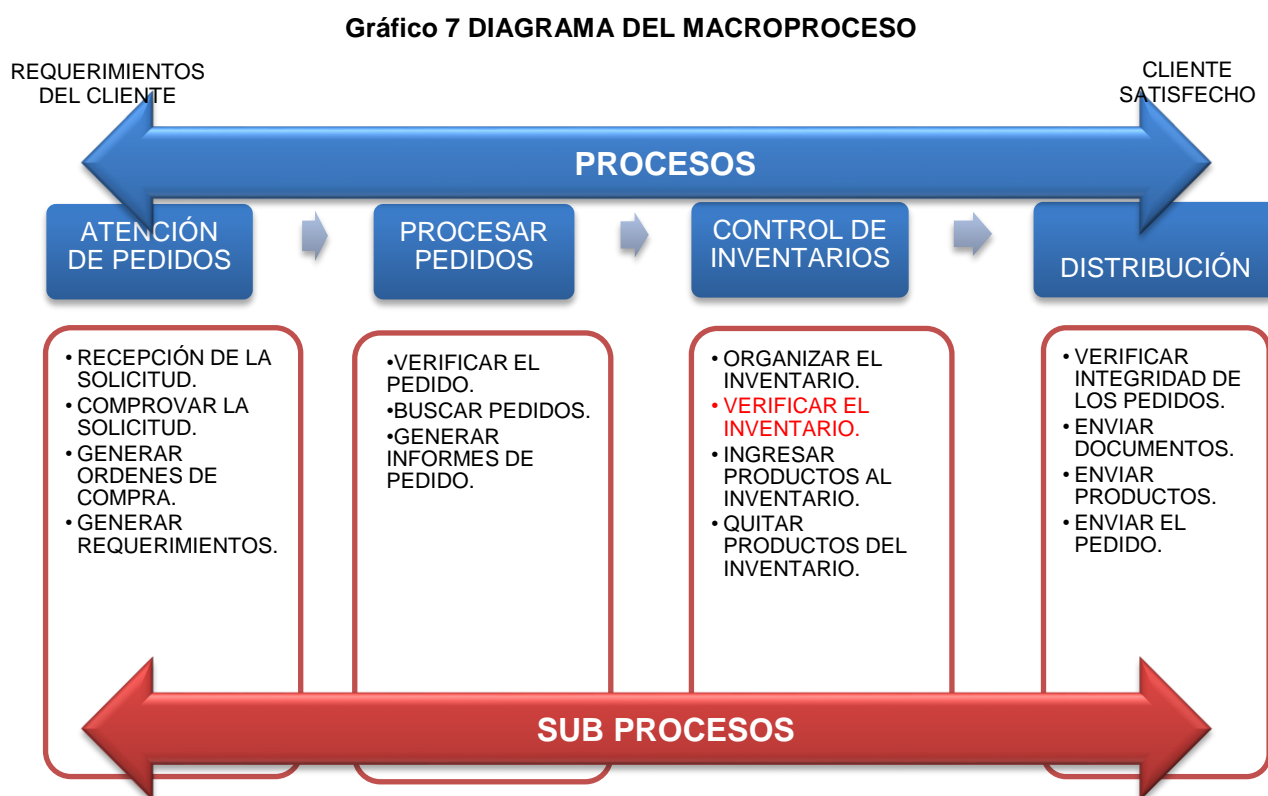 Gráfico 7 DIAGRAMA DEL MACROPROCESO
REQUERIMIENTOS
DEL CLIENTE
CLIENTE
SATISFECHO
PROCESOS
ATENCIÓN
DE PEDIDOS
PROCESAR
PEDIDOS
CONTROL DE
INVENTARIOS
DISTRIBUCIÓN
• RECEPCIÓN DE LA
SOLICITUD.
• COMPROVAR LA
SOLICITUD.
• GENERAR
ORDENES DE
COMPRA.
• GENERAR
REQUERIMIENTOS.
•VERIFICAR EL
PEDIDO.
•BUSCAR PEDIDOS.
•GENERAR
INFORMES DE
PEDIDO.
• ORGANIZAR EL
INVENTARIO.
• VERIFICAR EL
INVENTARIO.
• INGRESAR
PRODUCTOS AL
INVENTARIO.
• QUITAR
PRODUCTOS DEL
INVENTARIO.
• VERIFICAR
INTEGRIDAD DE
LOS PEDIDOS.
• ENVIAR
DOCUMENTOS.
• ENVIAR
PRODUCTOS.
• ENVIAR EL
PEDIDO.
SUB PROCESOS